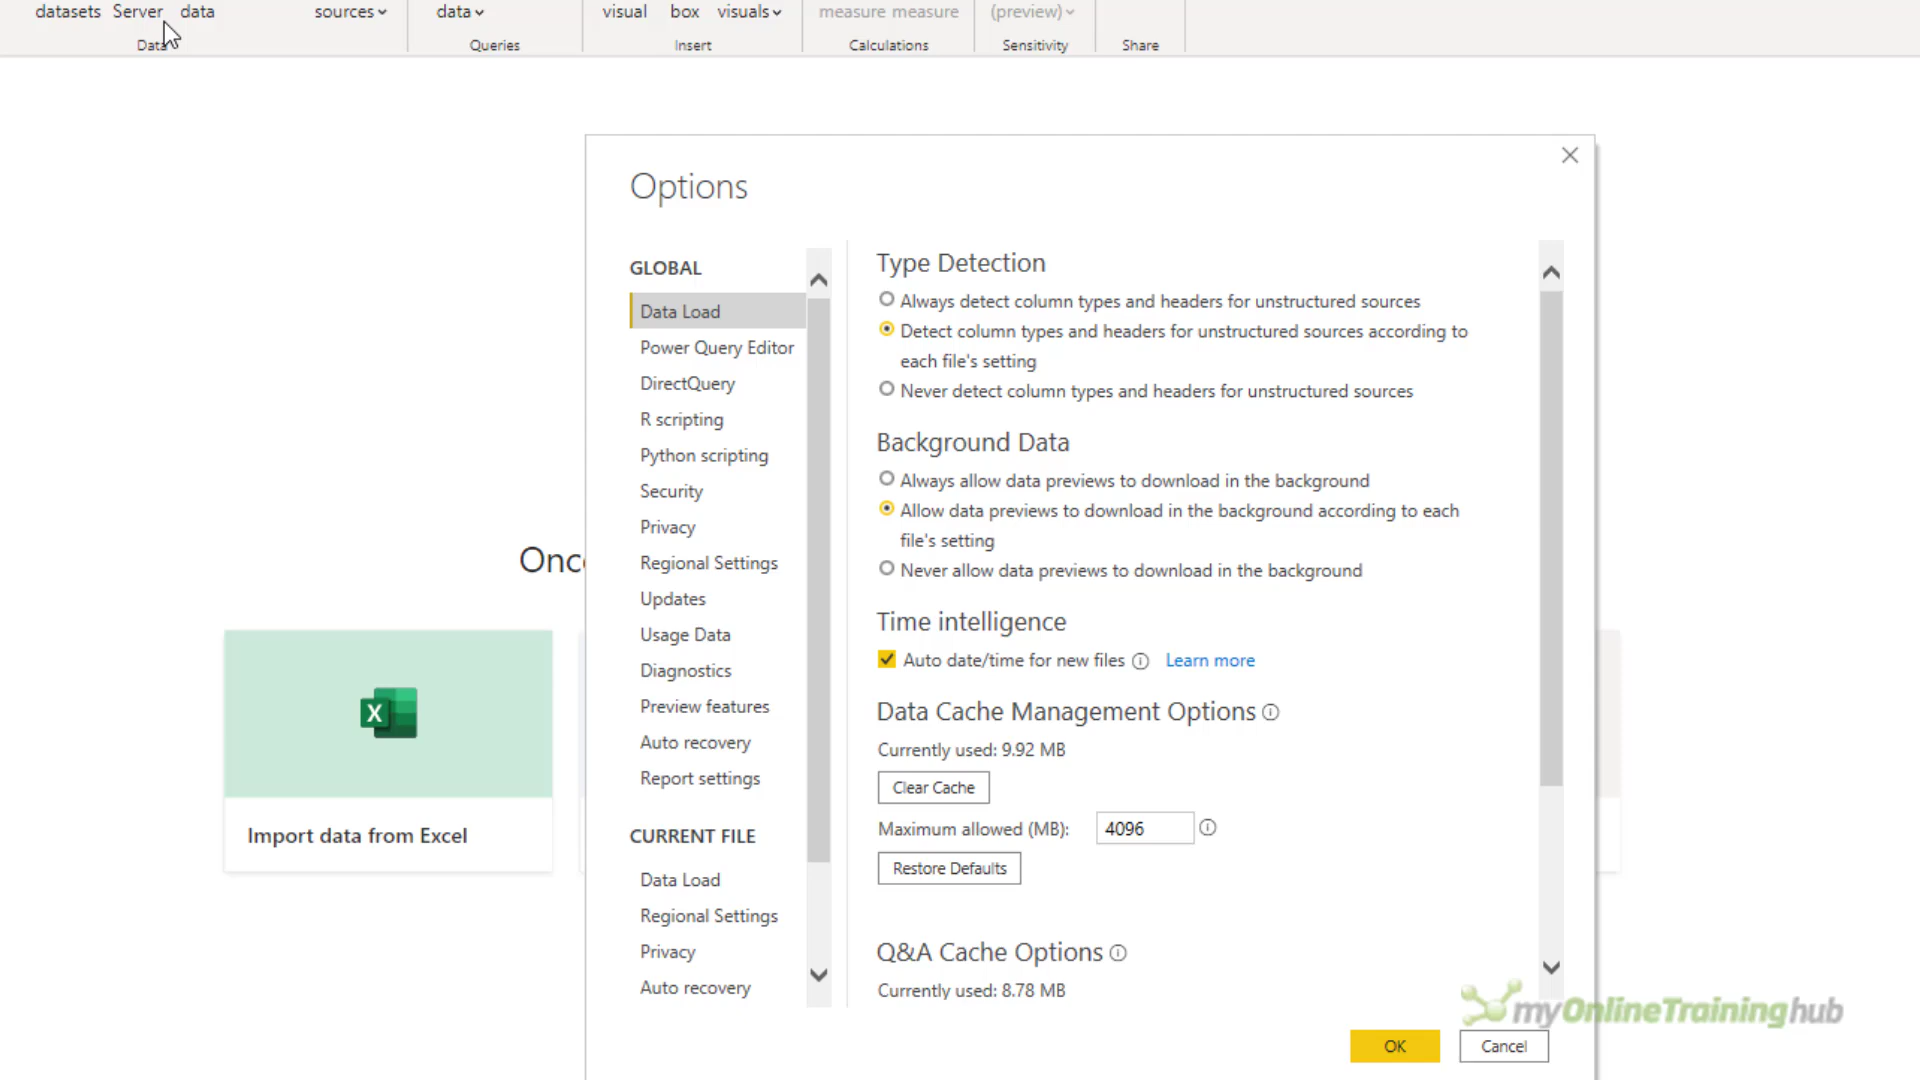 datasets Server data sources data visual box visuals measure measure (preview)
Data Queries Insert Calculations Sensitivity Share
Options
GLOBAL
Data Load
Power Query Editor
DirectQuery
R scripting
Python scripting
Security
Privacy
Regional Settings
Updates
Usage Data
Diagnostics
Preview features
Auto recovery
Report settings
CURRENT FILE
Data Load
Regional Settings
Privacy
Auto recovery
Type Detection
Always detect column types and headers for unstructured sources
Detect column types and headers for unstructured sources according to
each file's setting
Never detect column types and headers for unstructured sources
Background Data
Always allow data previews to download in the background
Allow data previews to download in the background according to each
file's setting
Never allow data previews to download in the background
Time intelligence
Auto date/time for new files Learn more
Data Cache Management Options
Currently used: 9.92 MB
Clear Cache
Maximum allowed (MB): 4096
Restore Defaults
Q&A Cache Options
Currently used: 8.78 MB
OK Cancel
Import data from Excel
myOnlineTraininghub